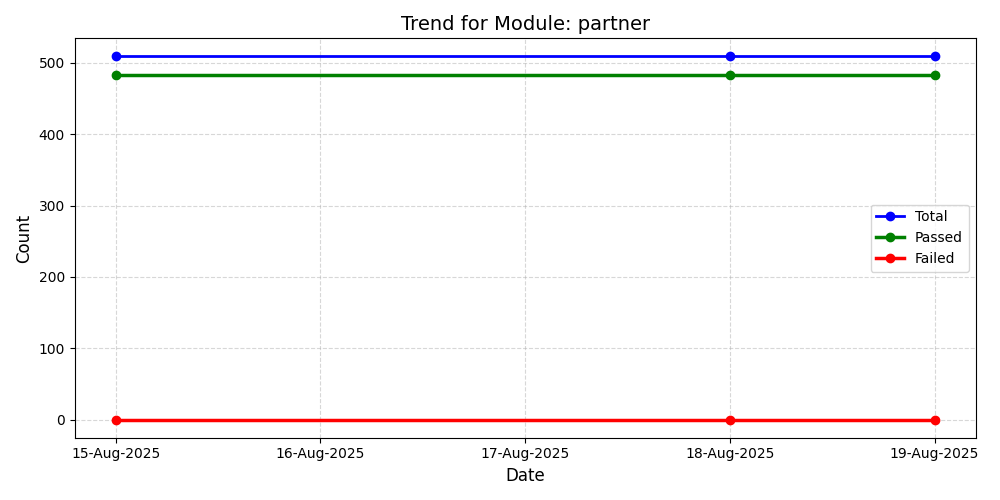 Trend for Module: partner
Count
500
400
300
200
100
0
Total
Passed
Failed
15-Aug-2025
16-Aug-2025
17-Aug-2025
18-Aug-2025
19-Aug-2025
Date